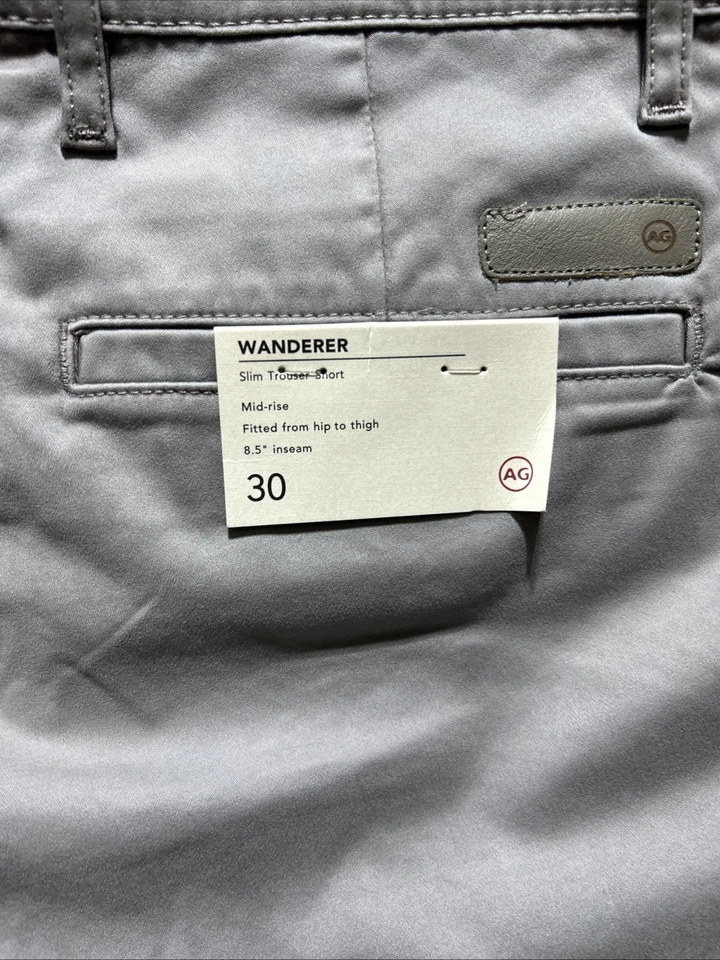 AG
WANDERER
Slim Trouser Short
Mid-rise
Fitted from hip to thigh
8.5" inseam
30
AG